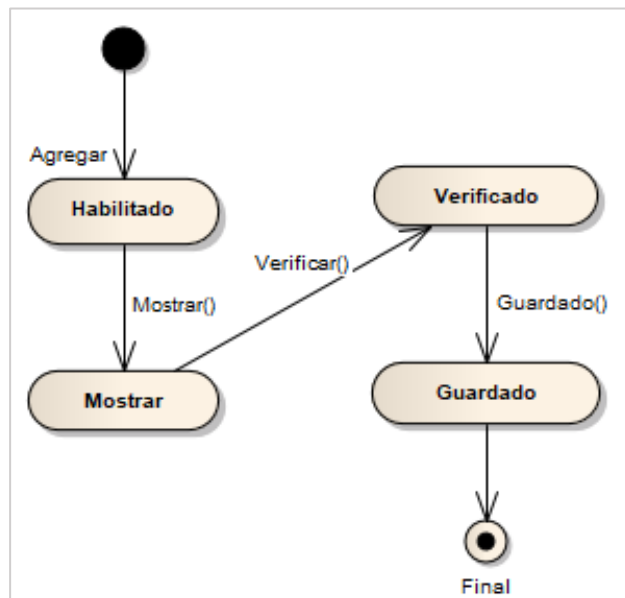 Agregar
Habilitado
Mostrar()
Mostrar
Verificar()
Verificado
Guardado()
Guardado
Final